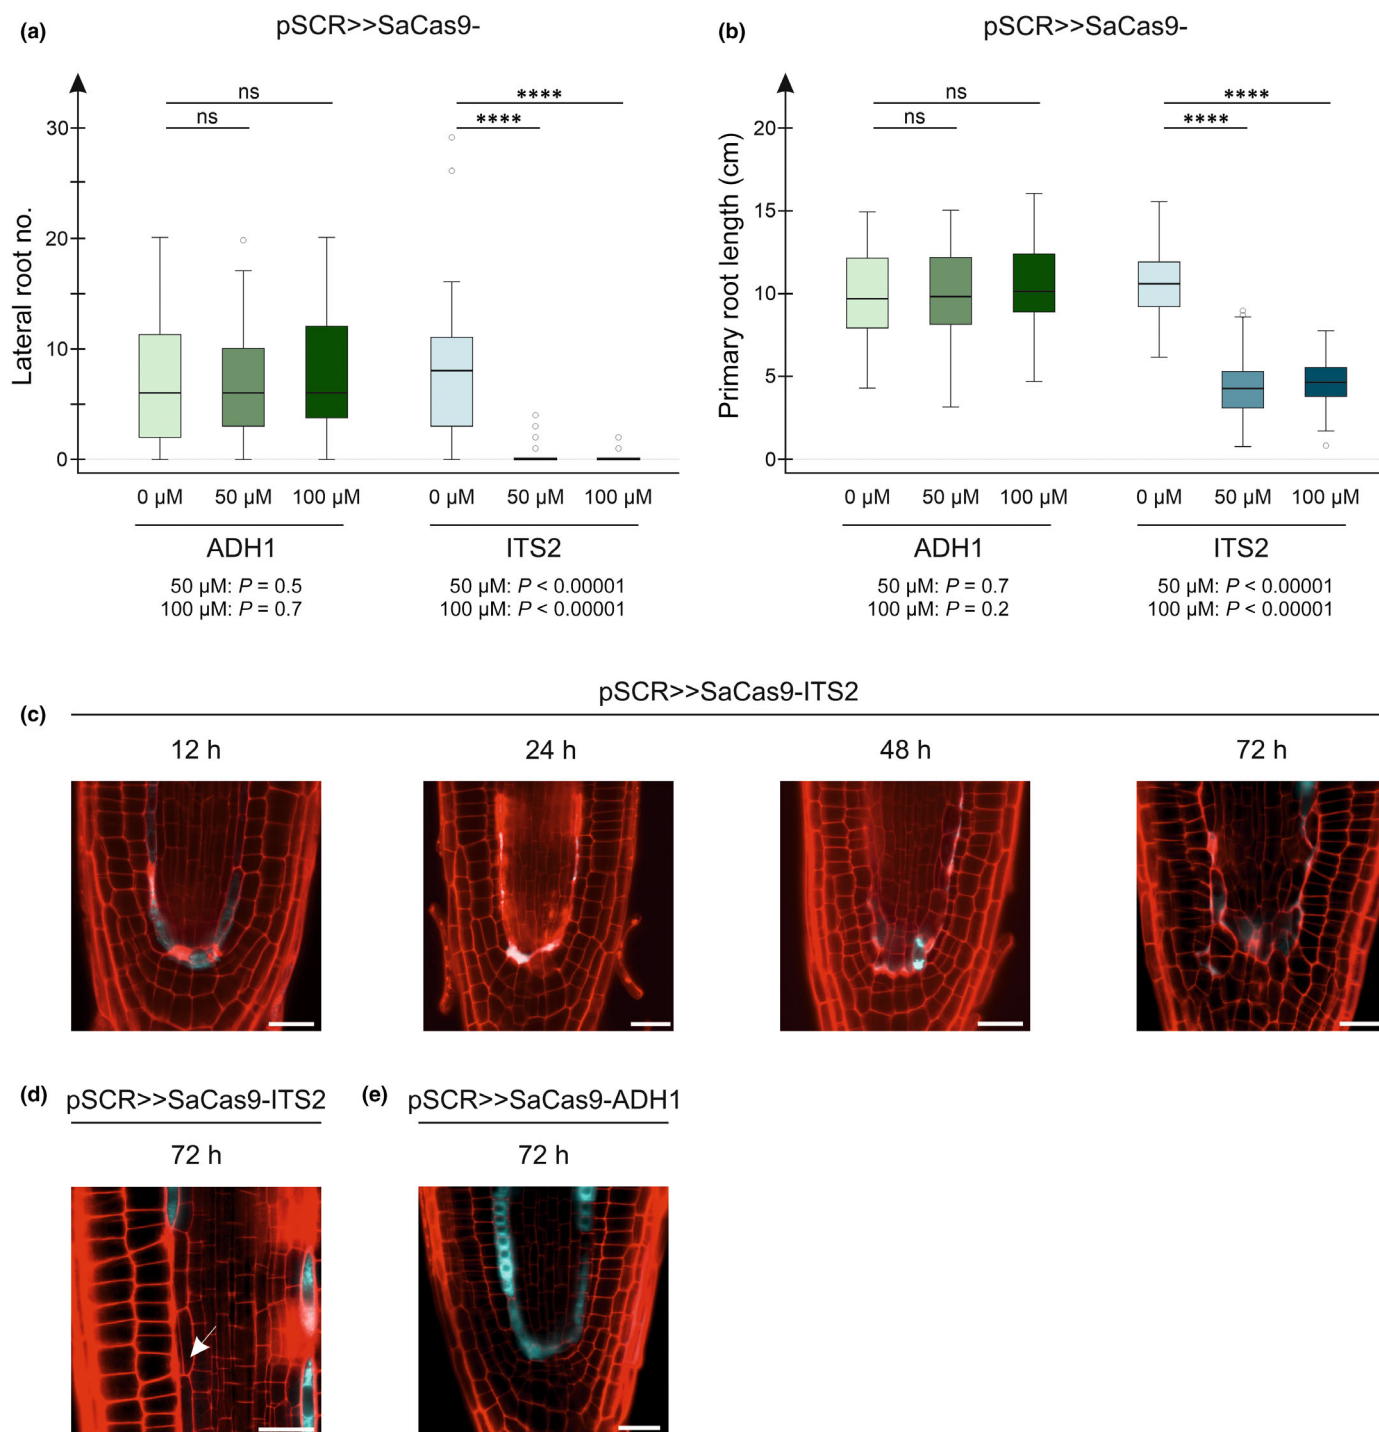 (a) pSCR>>SaCas9-
Lateral root no.
30
20
10
0
ns
ns
****
****
0 µM 50 µM 100 µM 0 µM 50 µM 100 µM
ADH1 ITS2
50 µM: P = 0.5 50 µM: P < 0.00001
100 µM: P = 0.7 100 µM: P < 0.00001
(b) pSCR>>SaCas9-
Primary root length (cm)
20
15
10
5
0
ns
ns
****
****
0 µM 50 µM 100 µM 0 µM 50 µM 100 µM
ADH1 ITS2
50 µM: P = 0.7 50 µM: P < 0.00001
100 µM: P = 0.2 100 µM: P < 0.00001
pSCR>>SaCas9-ITS2
(c)
12 h 24 h 48 h 72 h
(d) pSCR>>SaCas9-ITS2
72 h
(e) pSCR>>SaCas9-ADH1
72 h